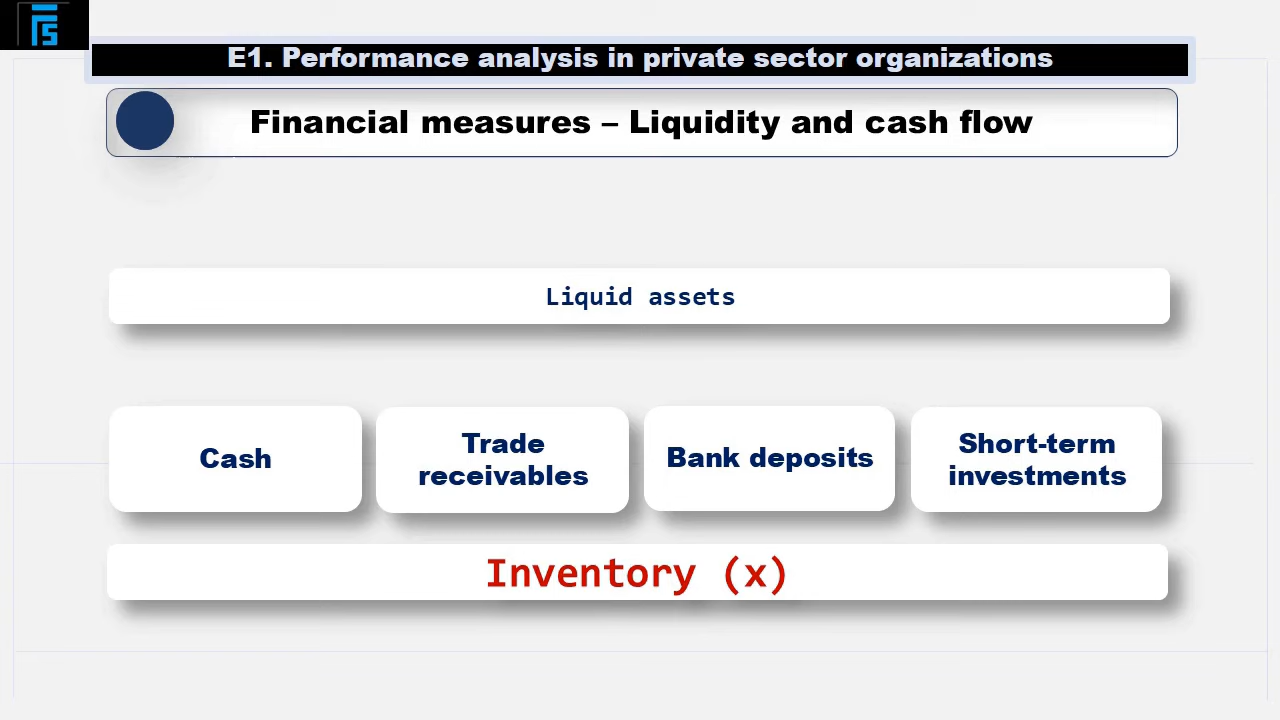 E1. Performance analysis in private sector organizations
Financial measures – Liquidity and cash flow
Liquid assets
Cash
Trade
receivables
Bank deposits
Short-term
investments
Inventory (x)